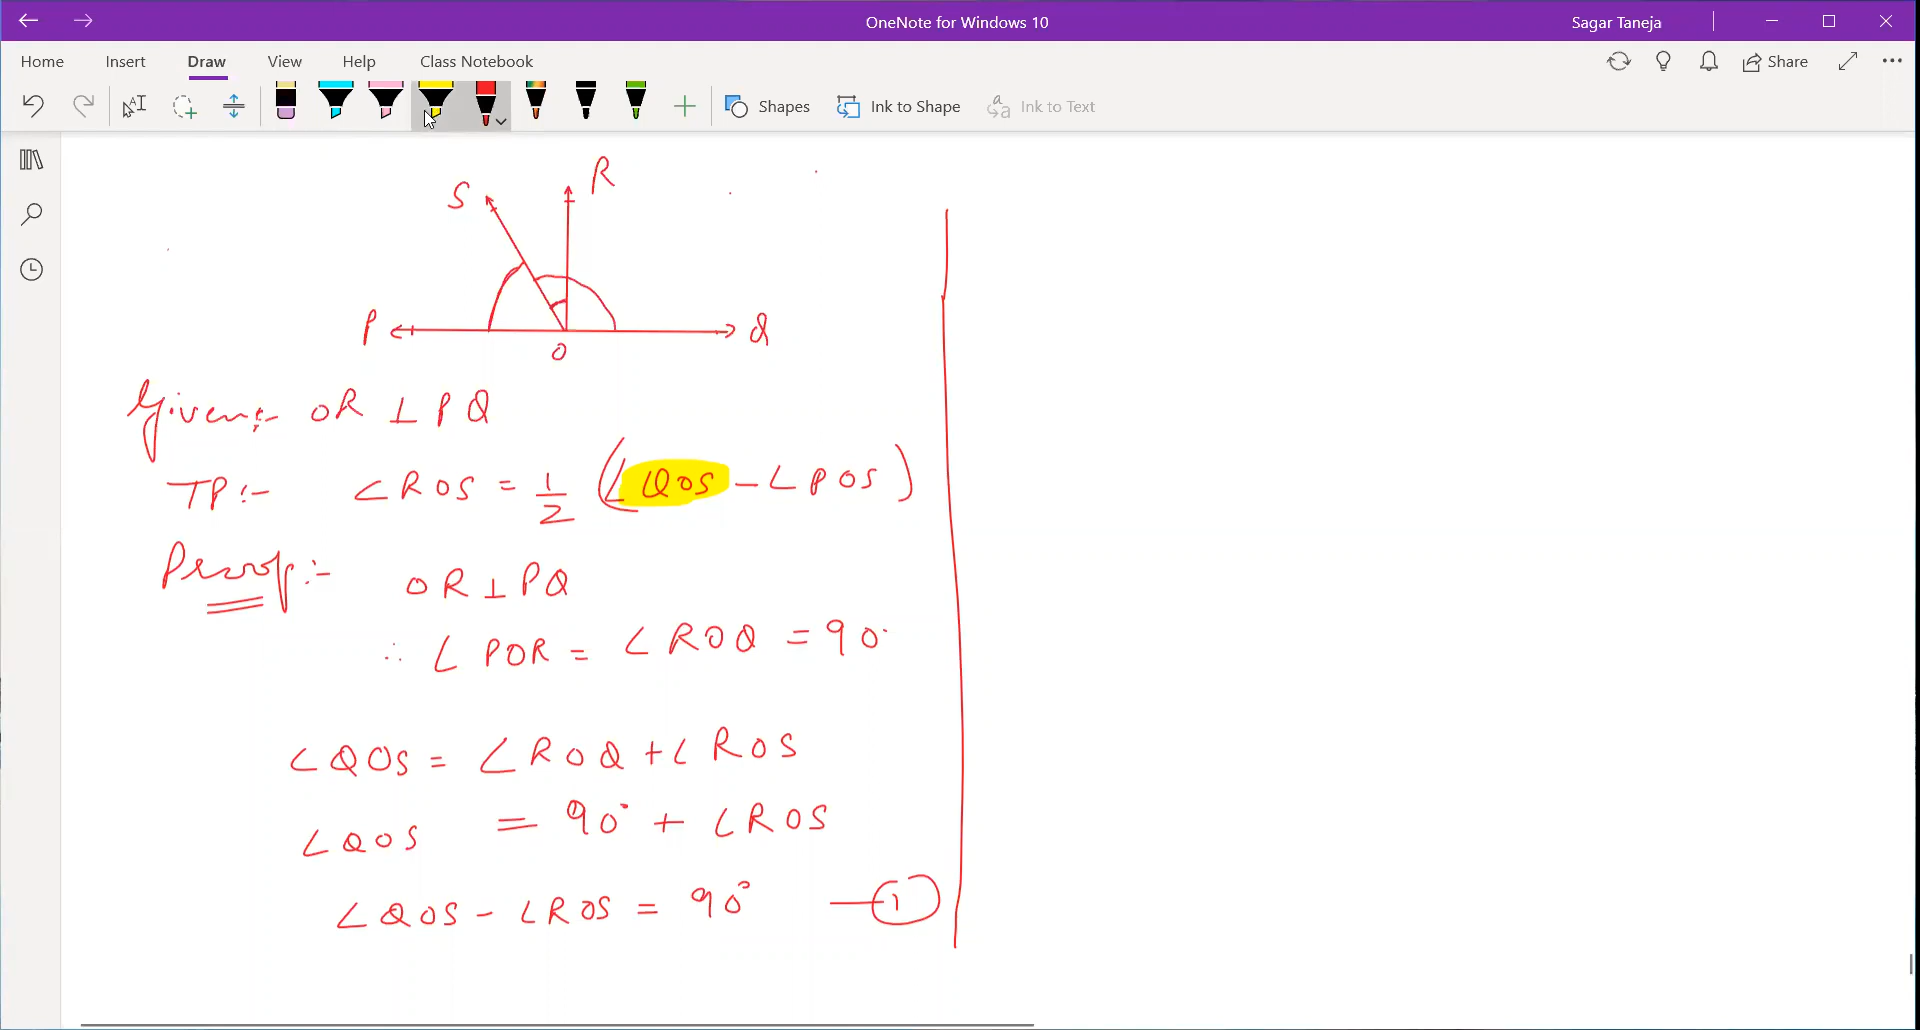 OneNote for Windows 10
Sagar Taneja
Home Insert Draw View Help Class Notebook
Share
Shapes Ink to Shape Ink to Text
S R
P Q
O
Given:- OR ⊥ PQ
TP:- ∠ROS = 1/2 (∠QOS - ∠POS)
Proof:- OR ⊥ PQ
∴ ∠POR = ∠ROQ = 90°
∠QOS = ∠ROQ + ∠ROS
∠QOS = 90° + ∠ROS
∠QOS - ∠ROS = 90° —①